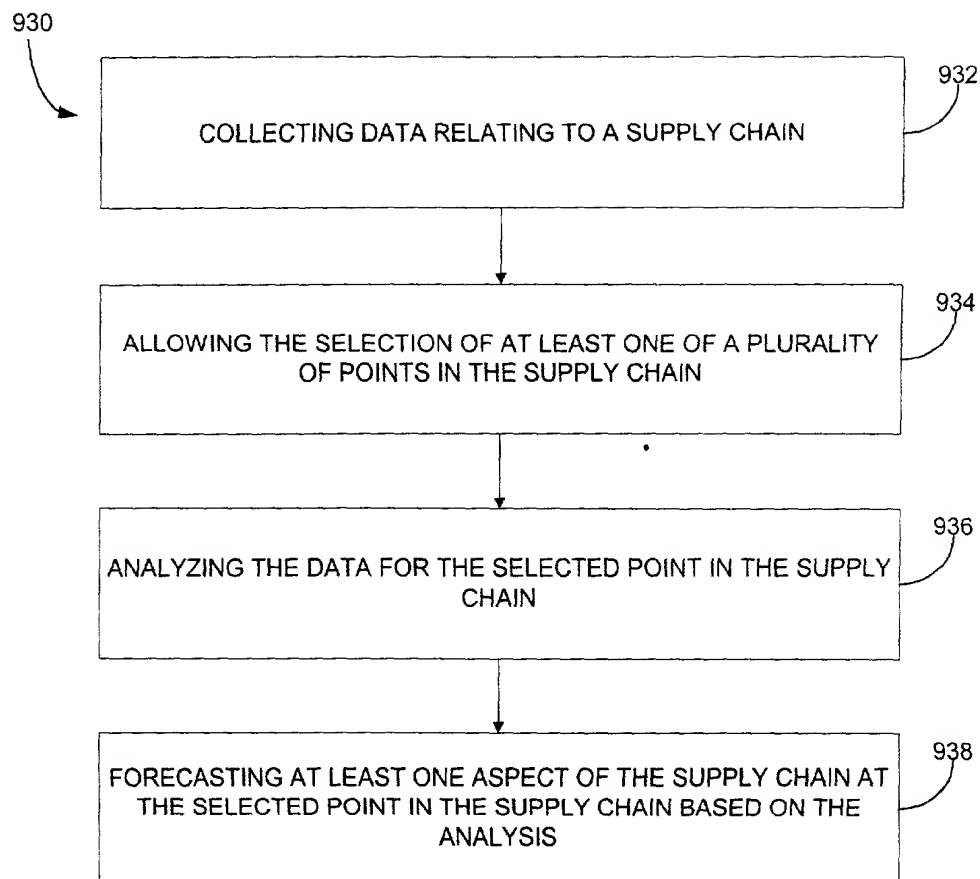 930
932
COLLECTING DATA RELATING TO A SUPPLY CHAIN
934
ALLOWING THE SELECTION OF AT LEAST ONE OF A PLURALITY
OF POINTS IN THE SUPPLY CHAIN
936
ANALYZING THE DATA FOR THE SELECTED POINT IN THE SUPPLY
CHAIN
938
FORECASTING AT LEAST ONE ASPECT OF THE SUPPLY CHAIN AT
THE SELECTED POINT IN THE SUPPLY CHAIN BASED ON THE
ANALYSIS